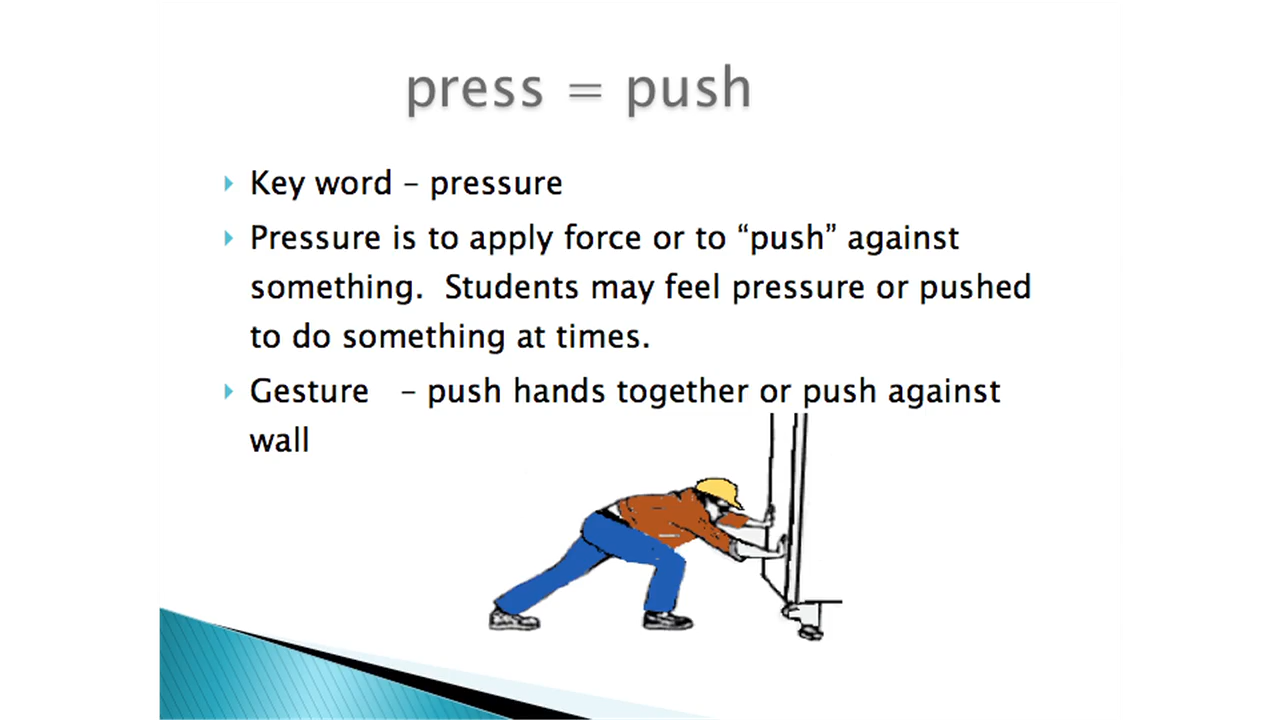 press = push
Key word – pressure
Pressure is to apply force or to “push” against
something.  Students may feel pressure or pushed
to do something at times.
Gesture   – push hands together or push against
wall